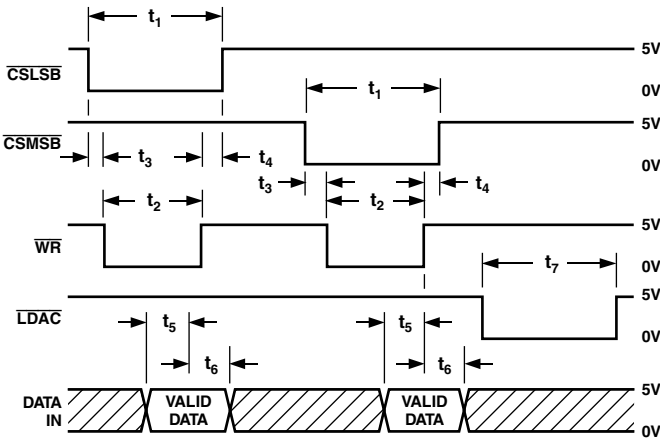 t1
5V
CSLSB
0V
t1
5V
CSMSB
t3
t4
0V
t3
t4
t2
t2
5V
WR
0V
t7
5V
LDAC
t5
t5
0V
t6
t6
5V
DATA IN
VALID DATA
VALID DATA
0V